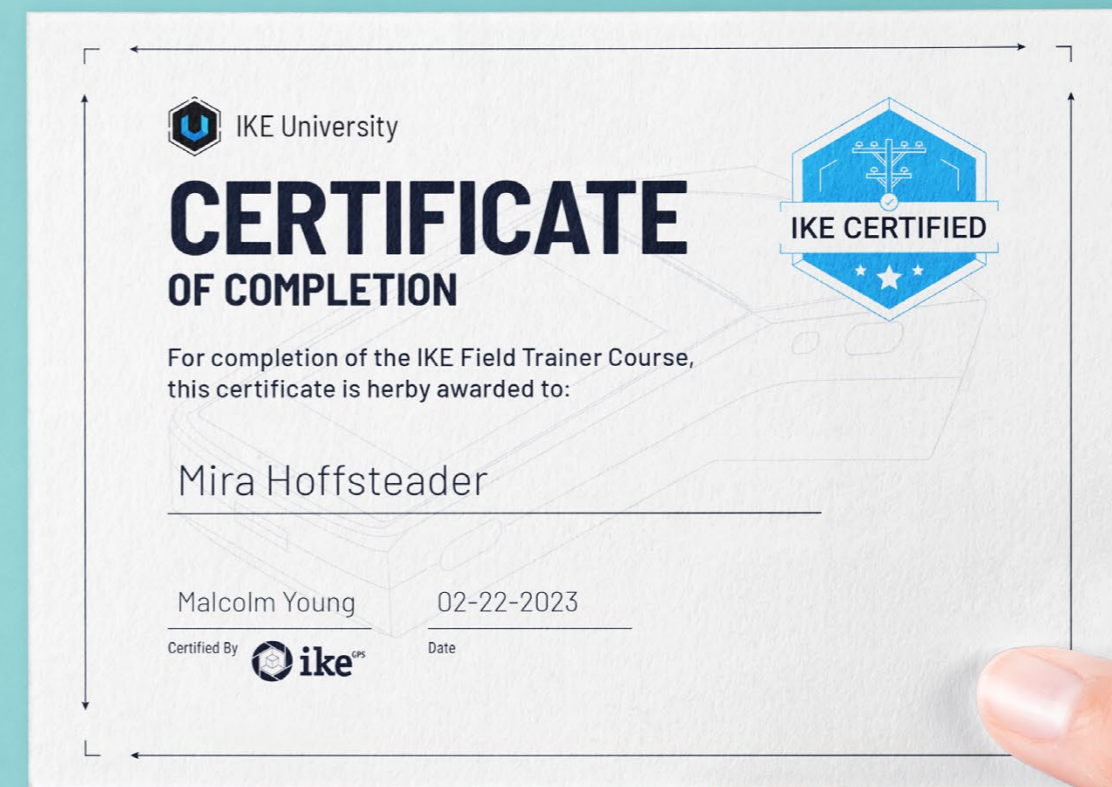 IKE University
CERTIFICATE
OF COMPLETION
IKE CERTIFIED
For completion of the IKE Field Trainer Course,
this certificate is herby awarded to:
Mira Hoffsteader
Malcolm Young
02-22-2023
Certified By
ike GPS
Date